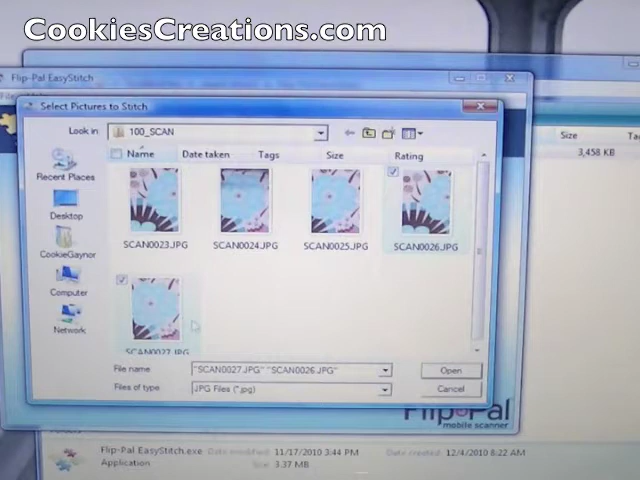 CookiesCreations.com
Flip-Pal EasyStitch
Select Pictures to Stitch
Look in
100_SCAN
Size
3,458 KB
Name
Date taken
Tags
Size
Rating
Recent Places
Desktop
CookieGaynor
Computer
Network
SCAN0023.JPG
SCAN0024.JPG
SCAN0025.JPG
SCAN0026.JPG
SCAN0027.JPG
File name
"SCAN0027.JPG" "SCAN0026.JPG"
Open
Files of type
JPG Files (*.jpg)
Cancel
Flip-Pal
mobile scanner
Flip-Pal EasyStitch.exe Date modified: 11/17/2010 3:44 PM Date created: 12/4/2010 8:22 AM
Application Size: 3.37 MB